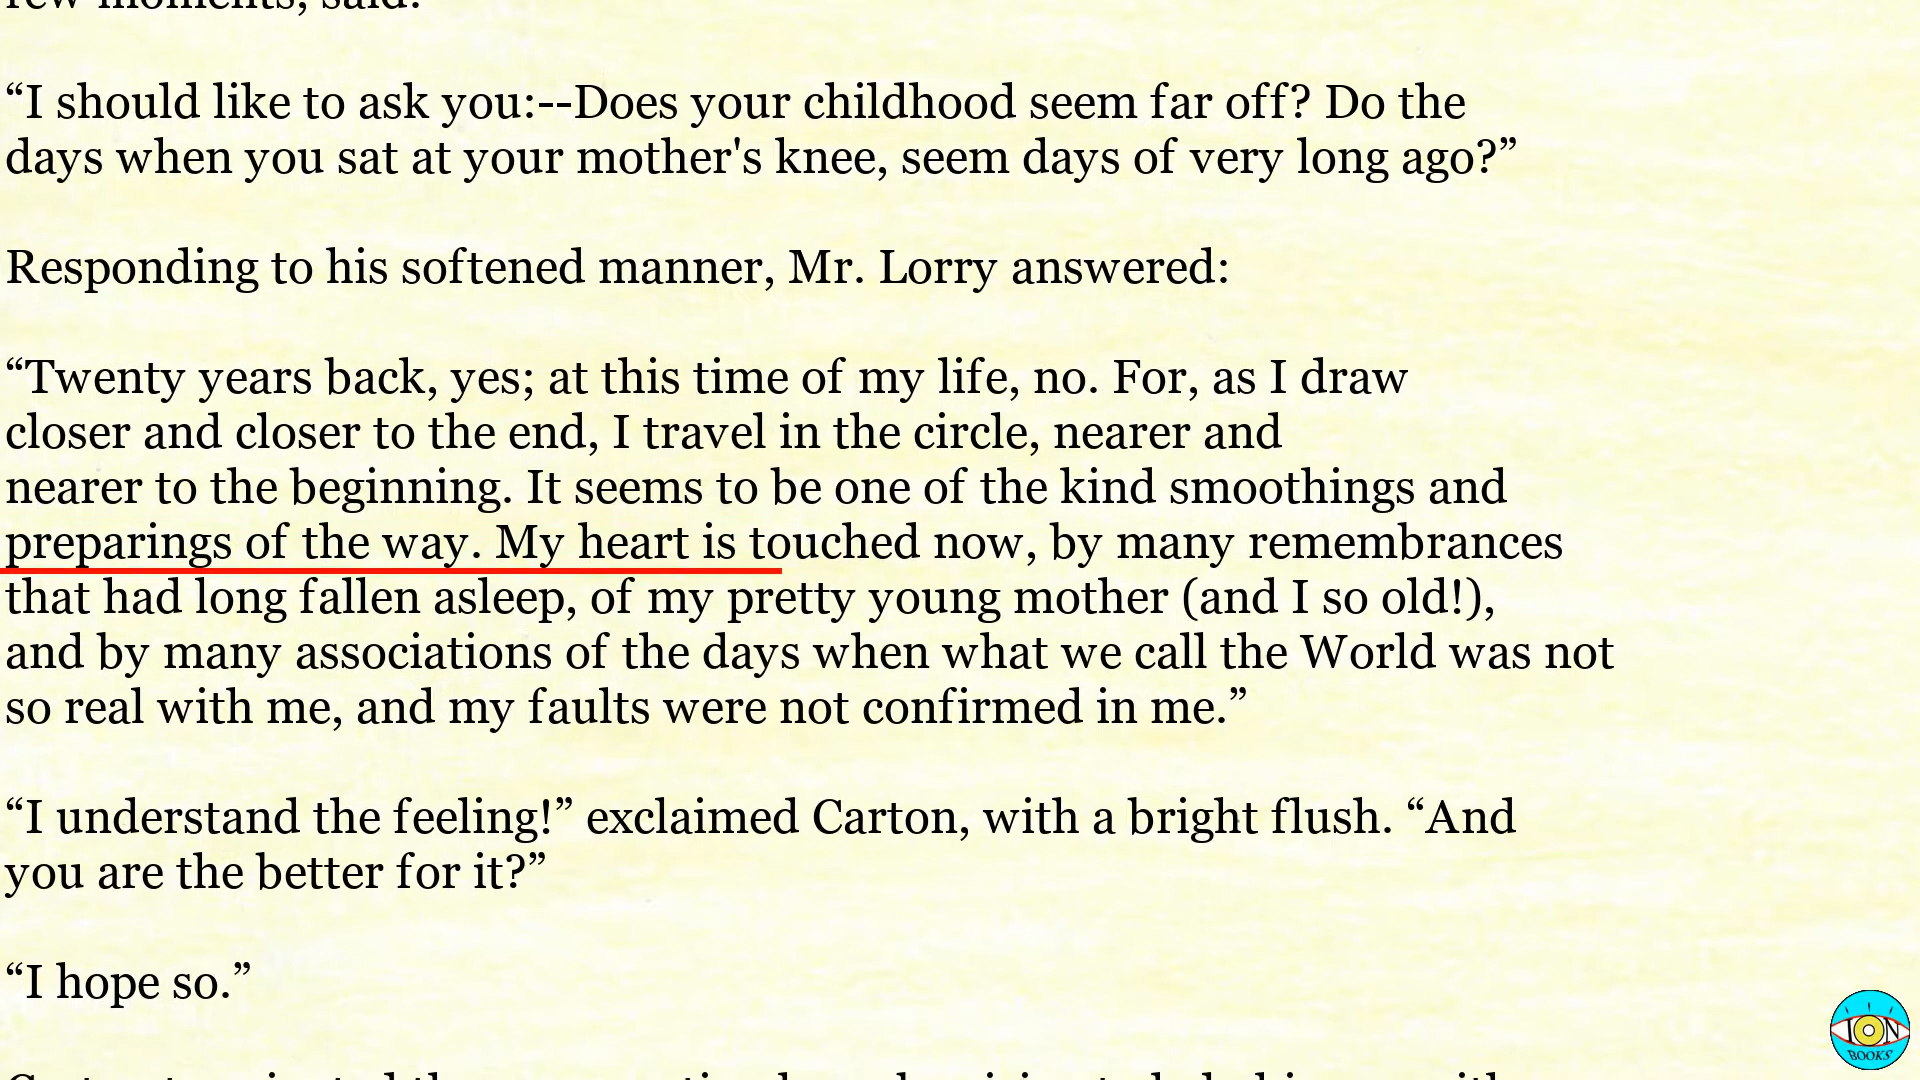 few moments, said:
“I should like to ask you:--Does your childhood seem far off? Do the
days when you sat at your mother's knee, seem days of very long ago?”
Responding to his softened manner, Mr. Lorry answered:
“Twenty years back, yes; at this time of my life, no. For, as I draw
closer and closer to the end, I travel in the circle, nearer and
nearer to the beginning. It seems to be one of the kind smoothings and
preparings of the way. My heart is touched now, by many remembrances
that had long fallen asleep, of my pretty young mother (and I so old!),
and by many associations of the days when what we call the World was not
so real with me, and my faults were not confirmed in me.”
“I understand the feeling!” exclaimed Carton, with a bright flush. “And
you are the better for it?”
“I hope so.”
ION
BOOKS